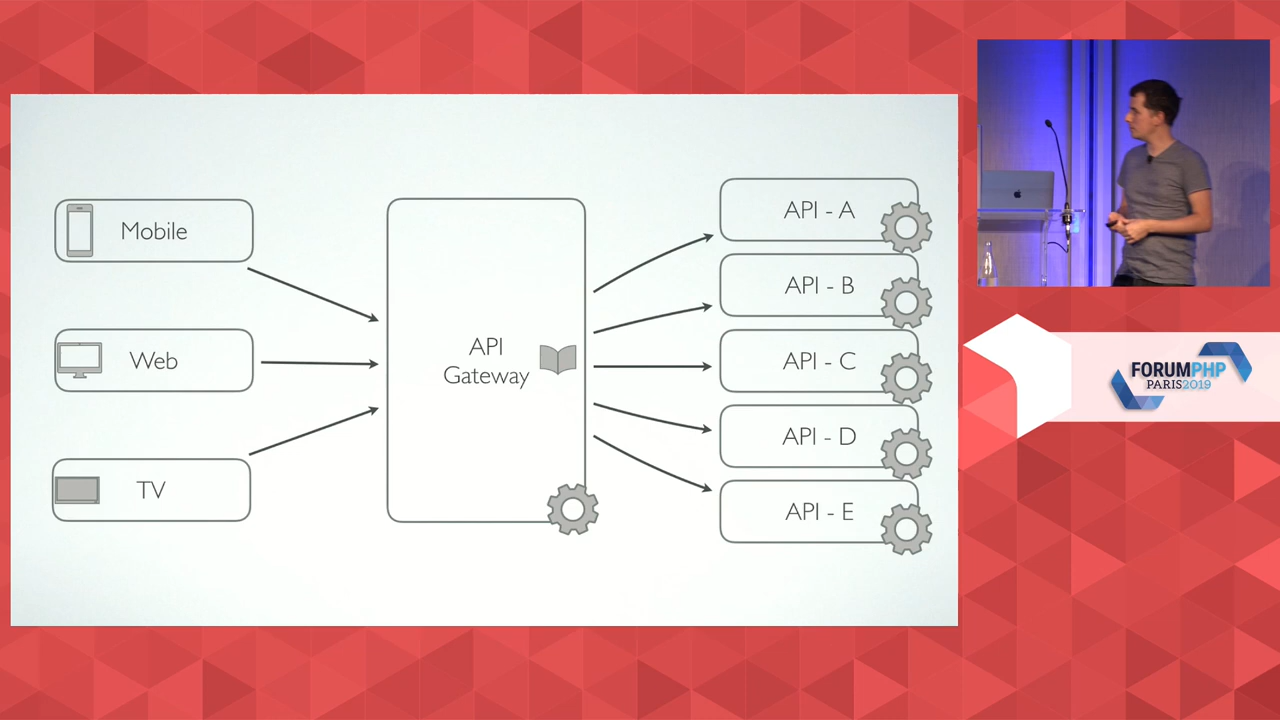 Mobile
Web
TV
API
Gateway
API - A
API - B
API - C
API - D
API - E
FORUMPHP
PARIS2019